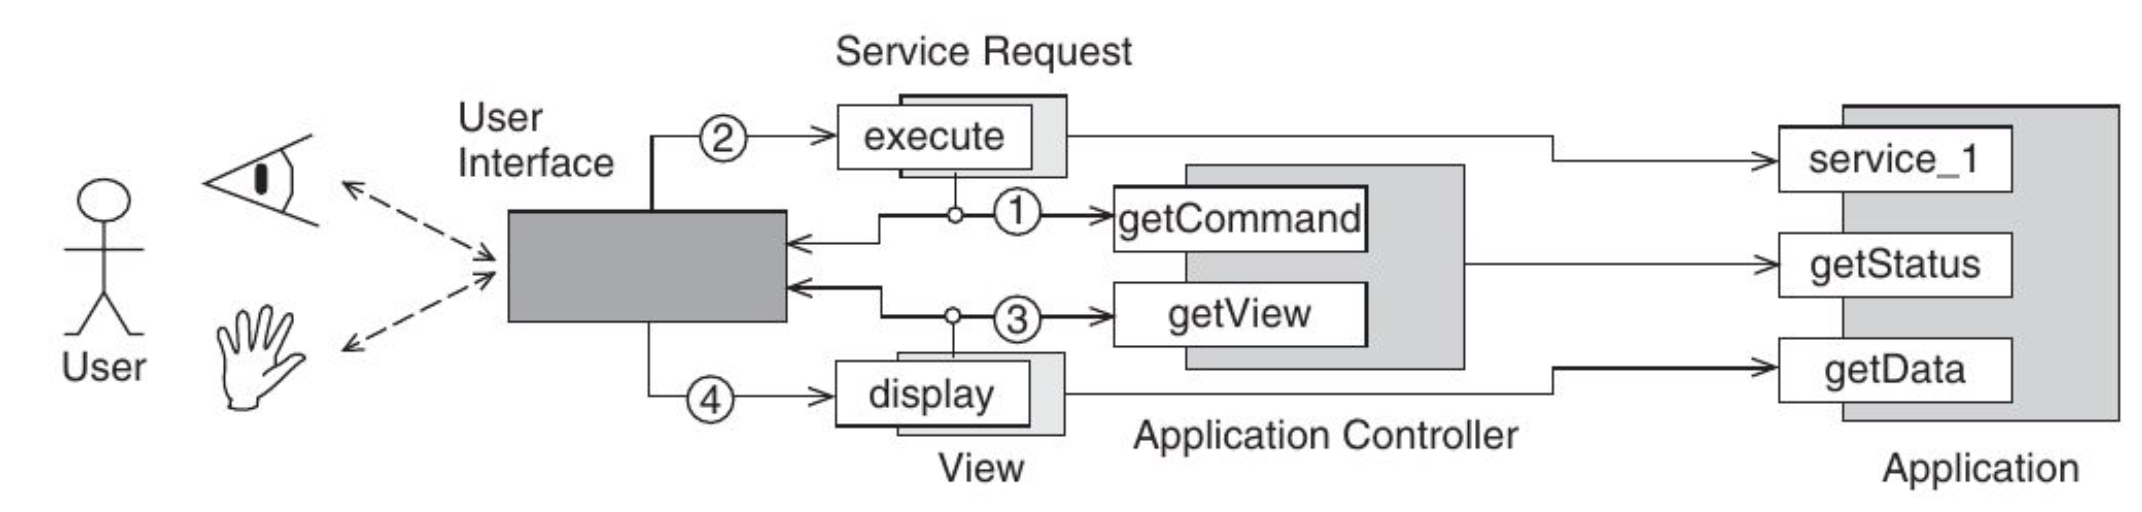 Service Request
User
Interface
2
execute
service_1
1
getCommand
getStatus
3
getView
User
4
display
getData
Application Controller
View
Application